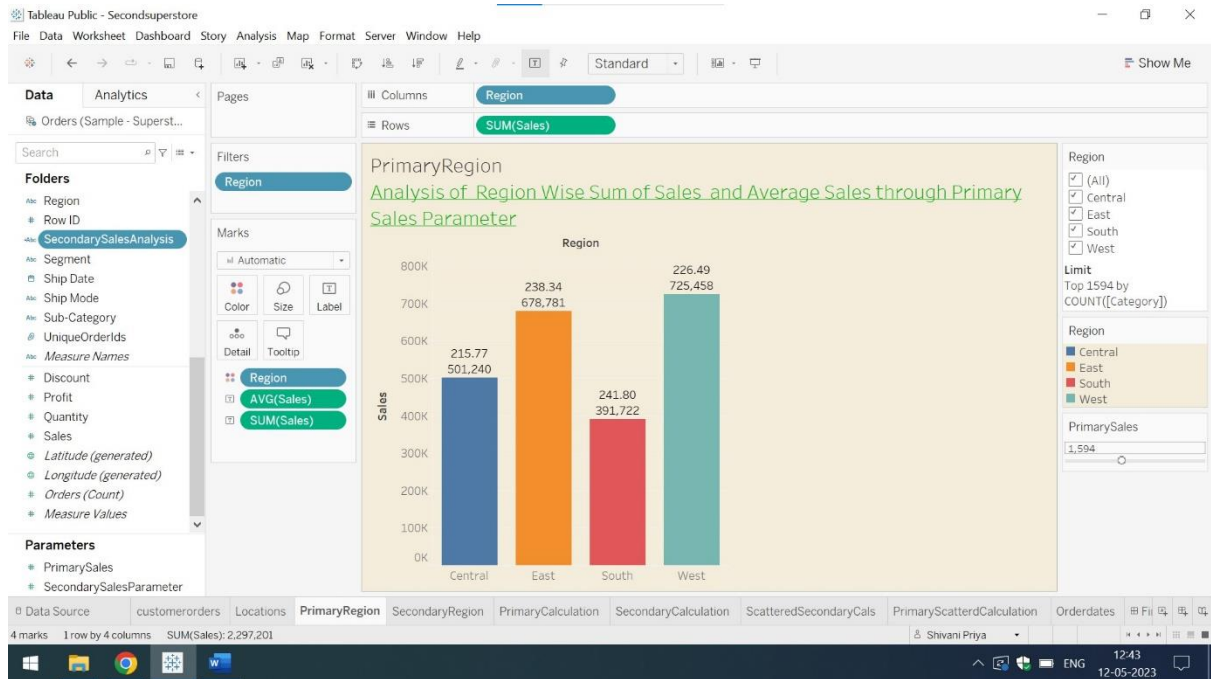 Tableau Public - Secondsuperstore
File Data Worksheet Dashboard Story Analysis Map Format Server Window Help
Standard
Show Me
Data Analytics
Orders (Sample - Superst...
Search
Folders
Abc Region
# Row ID
=Abc SecondarySalesAnalysis
Abc Segment
Ship Date
Abc Ship Mode
Abc Sub-Category
UniqueOrderIds
Abc Measure Names
# Discount
# Profit
# Quantity
# Sales
Latitude (generated)
Longitude (generated)
# Orders (Count)
# Measure Values
Parameters
# PrimarySales
# SecondarySalesParameter
Pages
Filters
Region
Marks
Automatic
Color Size Label
Detail Tooltip
Region
AVG(Sales)
SUM(Sales)
Columns Region
Rows SUM(Sales)
PrimaryRegion
Analysis of Region Wise Sum of Sales and Average Sales through Primary
Sales Parameter
Region
Sales
800K
700K
600K
500K
400K
300K
200K
100K
0K
215.77
501,240
238.34
678,781
241.80
391,722
226.49
725,458
Central East South West
Region
(All)
Central
East
South
West
Limit
Top 1594 by
COUNT([Category])
Region
Central
East
South
West
PrimarySales
1,594
Data Source customerorders Locations PrimaryRegion SecondaryRegion PrimaryCalculation SecondaryCalculation ScatteredSecondaryCals PrimaryScatterdCalculation Orderdates Fi
4 marks 1 row by 4 columns SUM(Sales): 2,297,201
Shivani Priya
W
ENG
12:43
12-05-2023